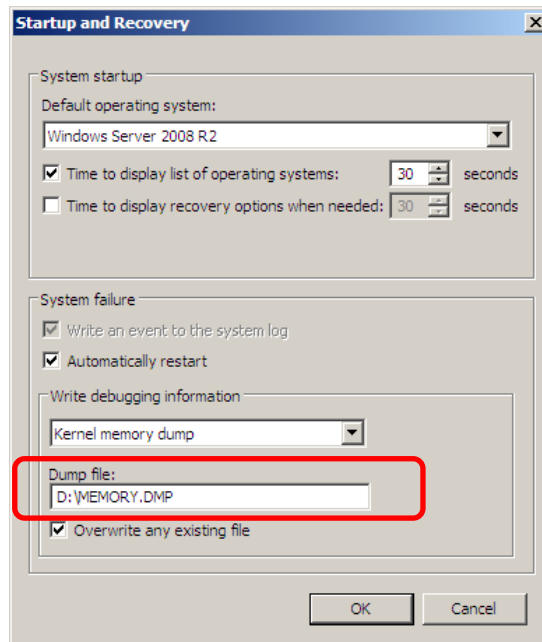 Startup and Recovery
System startup
Default operating system:
Windows Server 2008 R2
Time to display list of operating systems: 30 seconds
Time to display recovery options when needed: 30 seconds
System failure
Write an event to the system log
Automatically restart
Write debugging information
Kernel memory dump
Dump file:
D:\MEMORY.DMP
Overwrite any existing file
OK Cancel